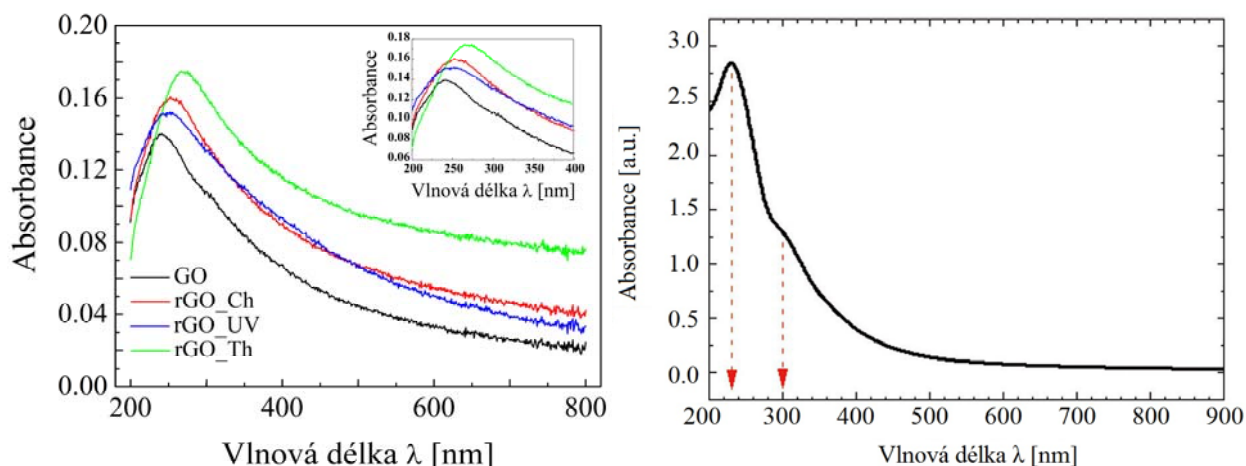 0.20
0.16
0.12
0.08
0.04
0.00
Absorbance
200
400
600
800
Vlnová délka λ [nm]
GO
rGO_Ch
rGO_UV
rGO_Th
0.18
0.16
0.14
0.12
0.10
0.08
0.06
Absorbance
200 250 300 350 400
Vlnová délka λ [nm]
3.0
2.5
2.0
1.5
1.0
0.5
0.0
Absorbance [a.u.]
200 300 400 500 600 700 800 900
Vlnová délka λ [nm]